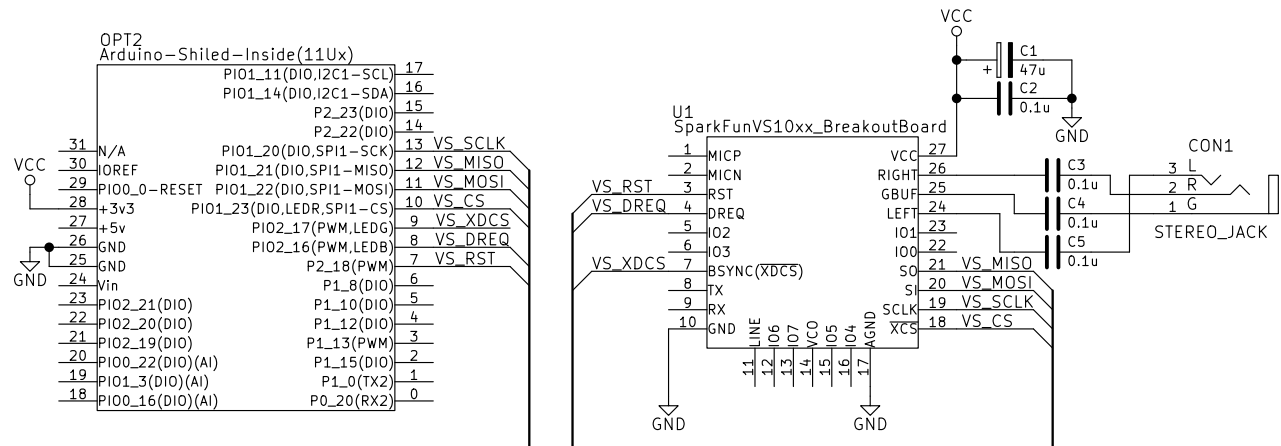 OPT2
Arduino-Shiled-Inside(11Ux)
PIO1_11(DIO,I2C1-SCL) 17
PIO1_14(DIO,I2C1-SDA) 16
P2_23(DIO) 15
P2_22(DIO) 14
31 N/A PIO1_20(DIO,SPI1-SCK) 13 VS_SCLK
VCC 30 IOREF PIO1_21(DIO,SPI1-MISO) 12 VS_MISO
29 PIO0_0-RESET PIO1_22(DIO,SPI1-MOSI) 11 VS_MOSI
28 +3v3 PIO1_23(DIO,LEDR,SPI1-CS) 10 VS_CS
27 +5v PIO2_17(PWM,LEDG) 9 VS_XDCS
26 GND PIO2_16(PWM,LEDB) 8 VS_DREQ
25 GND P2_18(PWM) 7 VS_RST
GND 24 Vin P1_8(DIO) 6
23 PIO2_21(DIO) P1_10(DIO) 5
22 PIO2_20(DIO) P1_12(DIO) 4
21 PIO2_19(DIO) P1_13(PWM) 3
20 PIO0_22(DIO)(AI) P1_15(DIO) 2
19 PIO1_3(DIO)(AI) P1_0(TX2) 1
18 PIO0_16(DIO)(AI) P0_20(RX2) 0
VCC
C1
+ 47u
C2
0.1u
GND
U1
SparkFunVS10xx_BreakoutBoard
1 MICP VCC 27
2 MICN RIGHT 26
VS_RST 3 RST GBUF 25
VS_DREQ 4 DREQ LEFT 24
5 IO2 IO1 23
6 IO3 IO0 22
VS_XDCS 7 BSYNC(XDCS) SO 21 VS_MISO
8 TX SI 20 VS_MOSI
9 RX SCLK 19 VS_SCLK
10 GND XCS 18 VS_CS
LINE IO6 IO7 VCO IO5 IO4 AGND
11 12 13 14 15 16 17
GND
GND
C3
0.1u
C4
0.1u
C5
0.1u
CON1
3 L
2 R
1 G
STEREO_JACK